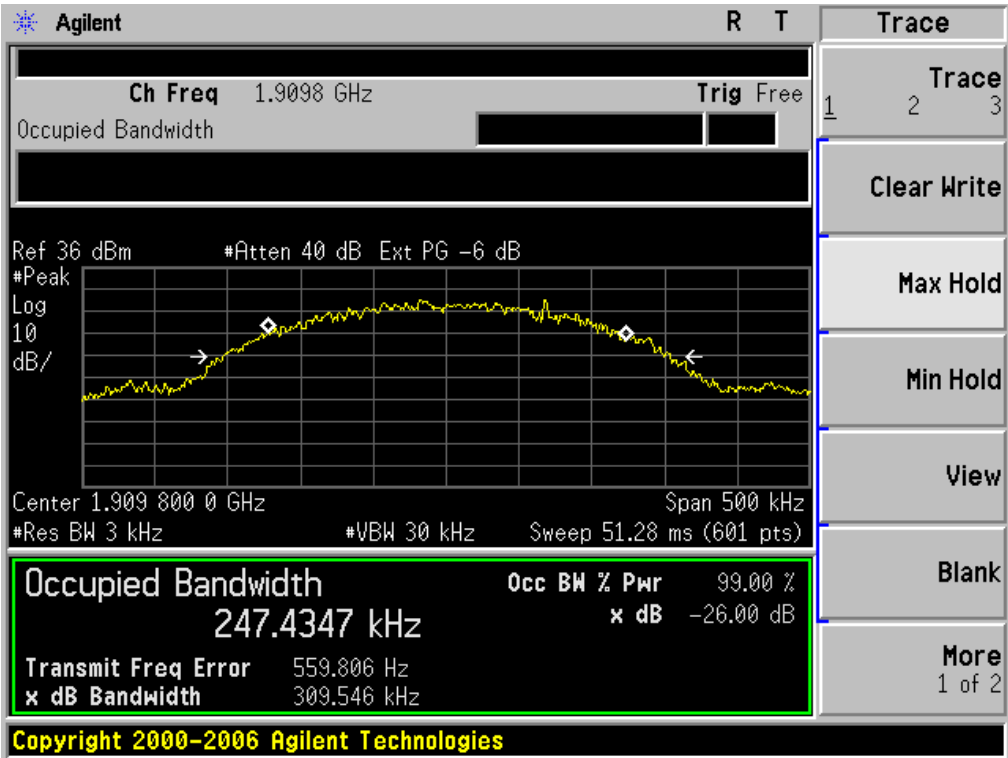 Agilent R T Trace
Ch Freq 1.9098 GHz Trig Free
Occupied Bandwidth
Trace
1 2 3
Clear Write
Ref 36 dBm #Atten 40 dB Ext PG -6 dB
#Peak
Log
10
dB/
Max Hold
Min Hold
View
Center 1.909 800 0 GHz Span 500 kHz
#Res BW 3 kHz #VBW 30 kHz Sweep 51.28 ms (601 pts)
Occupied Bandwidth Occ BW % Pwr 99.00 %
247.4347 kHz x dB -26.00 dB
Blank
Transmit Freq Error 559.806 Hz
x dB Bandwidth 309.546 kHz
More
1 of 2
Copyright 2000-2006 Agilent Technologies